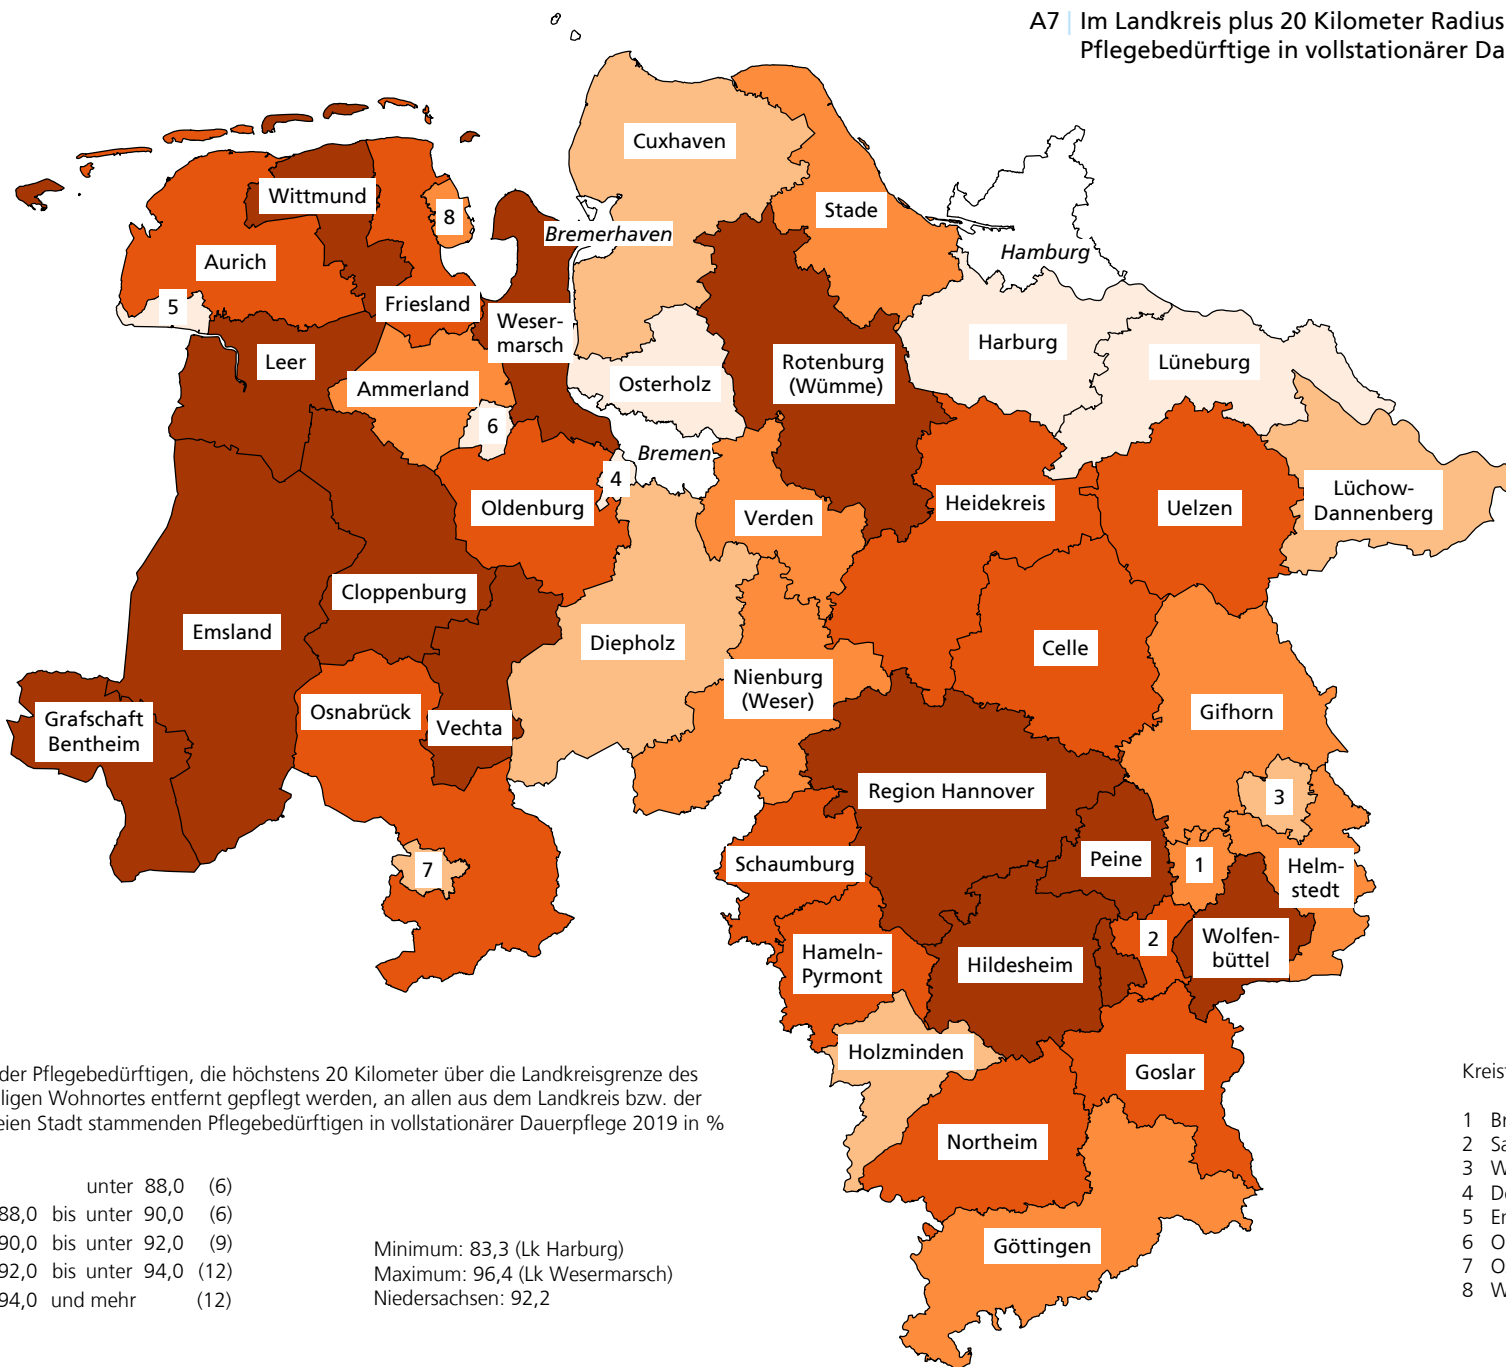 A7 | Im Landkreis plus 20 Kilometer Radius
Pflegebedürftige in vollstationärer Da
Cuxhaven
Wittmund
8
Stade
Bremerhaven
Hamburg
Aurich
5
Friesland
Weser-
marsch
Harburg
Lüneburg
Leer
Rotenburg
(Wümme)
Ammerland
Osterholz
6
Bremen
4
Oldenburg
Verden
Heidekreis
Uelzen
Lüchow-
Dannenberg
Cloppenburg
Emsland
Diepholz
Celle
Nienburg
(Weser)
Osnabrück
Gifhorn
Grafschaft
Bentheim
Vechta
Region Hannover
3
Schaumburg
Peine
1
Helm-
stedt
7
Hameln-
Pyrmont
Hildesheim
2
Wolfen-
büttel
Holzminden
Goslar
Northeim
Göttingen
der Pflegebedürftigen, die höchstens 20 Kilometer über die Landkreisgrenze des
ligen Wohnortes entfernt gepflegt werden, an allen aus dem Landkreis bzw. der
eien Stadt stammenden Pflegebedürftigen in vollstationärer Dauerpflege 2019 in %
unter 88,0 (6)
88,0 bis unter 90,0 (6)
90,0 bis unter 92,0 (9)
92,0 bis unter 94,0 (12)
94,0 und mehr (12)
Minimum: 83,3 (Lk Harburg)
Maximum: 96,4 (Lk Wesermarsch)
Niedersachsen: 92,2
Kreis
1 Br
2 Sa
3 W
4 De
5 Em
6 O
7 O
8 W